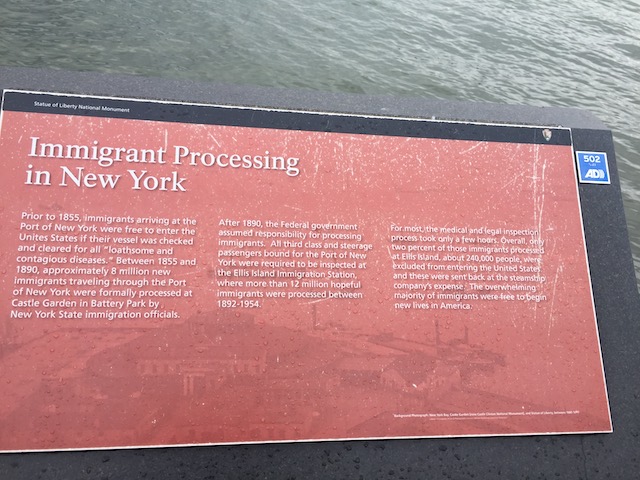 Statue of Liberty National Monument
Immigrant Processing
in New York
Prior to 1855, immigrants arriving at the
Port of New York were free to enter the
Unites States if their vessel was checked
and cleared for all "loathsome and
contagious diseases." Between 1855 and
1890, approximately 8 million new
immigrants traveling through the Port
of New York were formally processed at
Castle Garden in Battery Park by
New York State immigration officials.
After 1890, the Federal government
assumed responsibility for processing
immigrants. All third class and steerage
passengers bound for the Port of New
York were required to be inspected at
the Ellis Island Immigration Station,
where more than 12 million hopeful
immigrants were processed between
1892-1954.
For most, the medical and legal inspection
process took only a few hours. Overall, only
two percent of those immigrants processed
at Ellis Island, about 240,000 people, were
excluded from entering the United States
and these were sent back at the steamship
company's expense. The overwhelming
majority of immigrants were free to begin
new lives in America.
502
AD